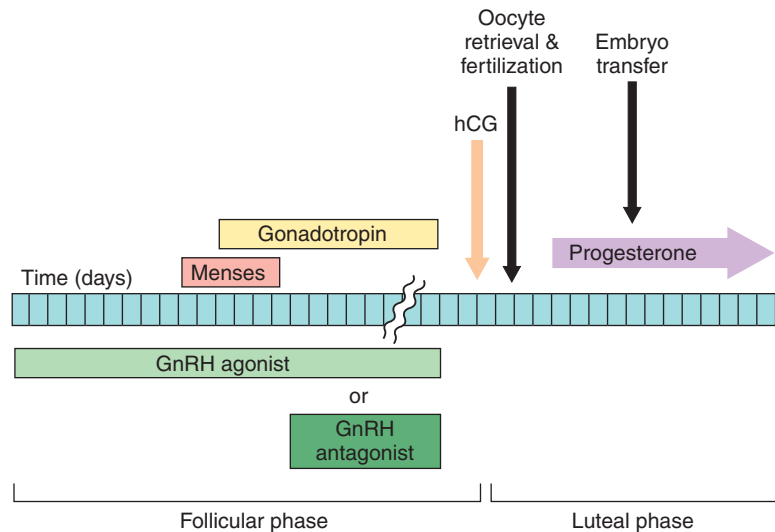 Oocyte
retrieval &
fertilization
Embryo
transfer
hCG
Gonadotropin
Menses
Progesterone
Time (days)
GnRH agonist
or
GnRH
antagonist
Follicular phase
Luteal phase